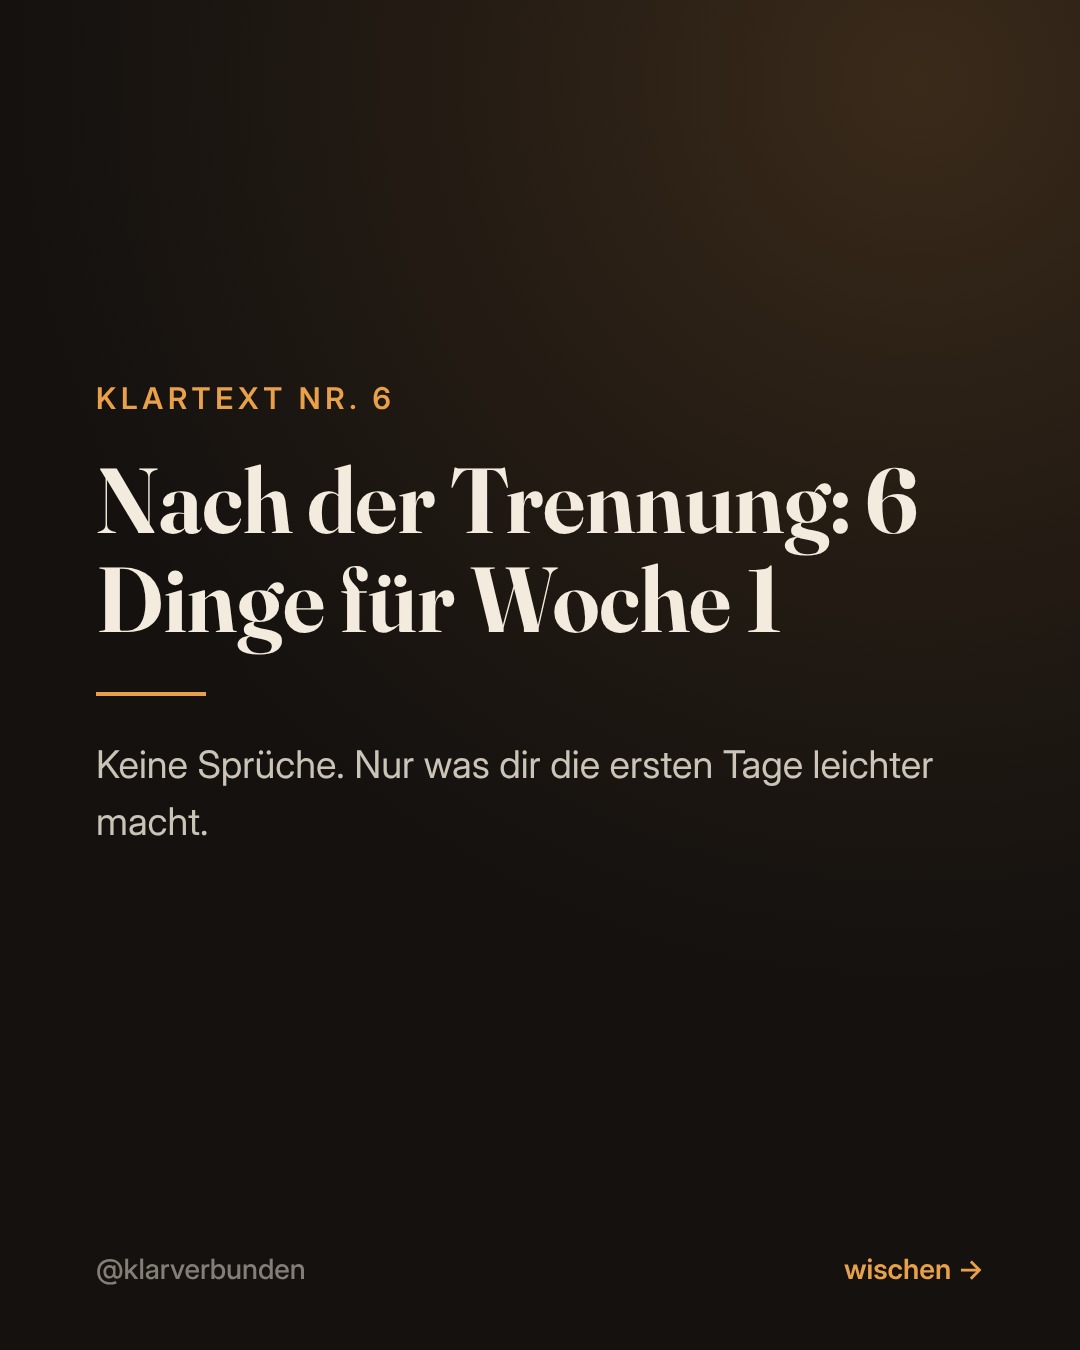 KLARTEXT NR. 6
Nach der Trennung: 6
Dinge für Woche 1
Keine Sprüche. Nur was dir die ersten Tage leichter
macht.
@klarverbunden
wischen →